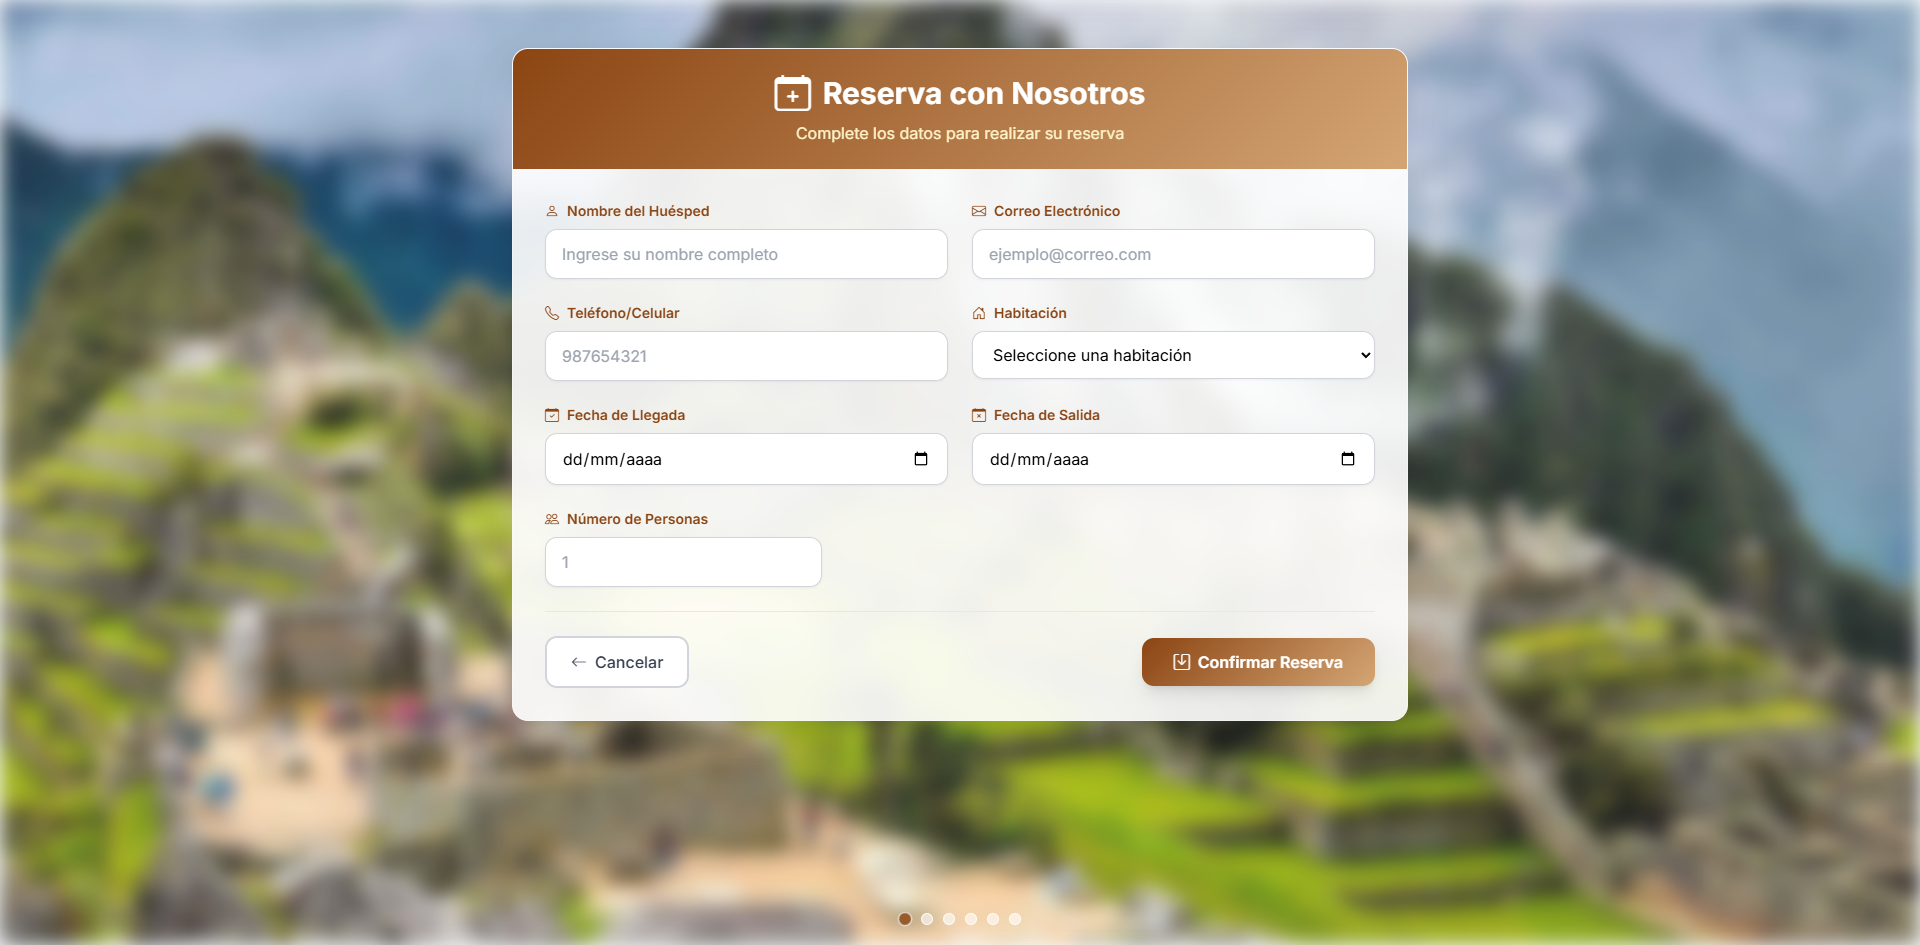 Reserva con Nosotros
Complete los datos para realizar su reserva
Nombre del Huésped
Ingrese su nombre completo
Correo Electrónico
ejemplo@correo.com
Teléfono/Celular
987654321
Habitación
Seleccione una habitación
Fecha de Llegada
dd/mm/aaaa
Fecha de Salida
dd/mm/aaaa
Número de Personas
1
Cancelar
Confirmar Reserva